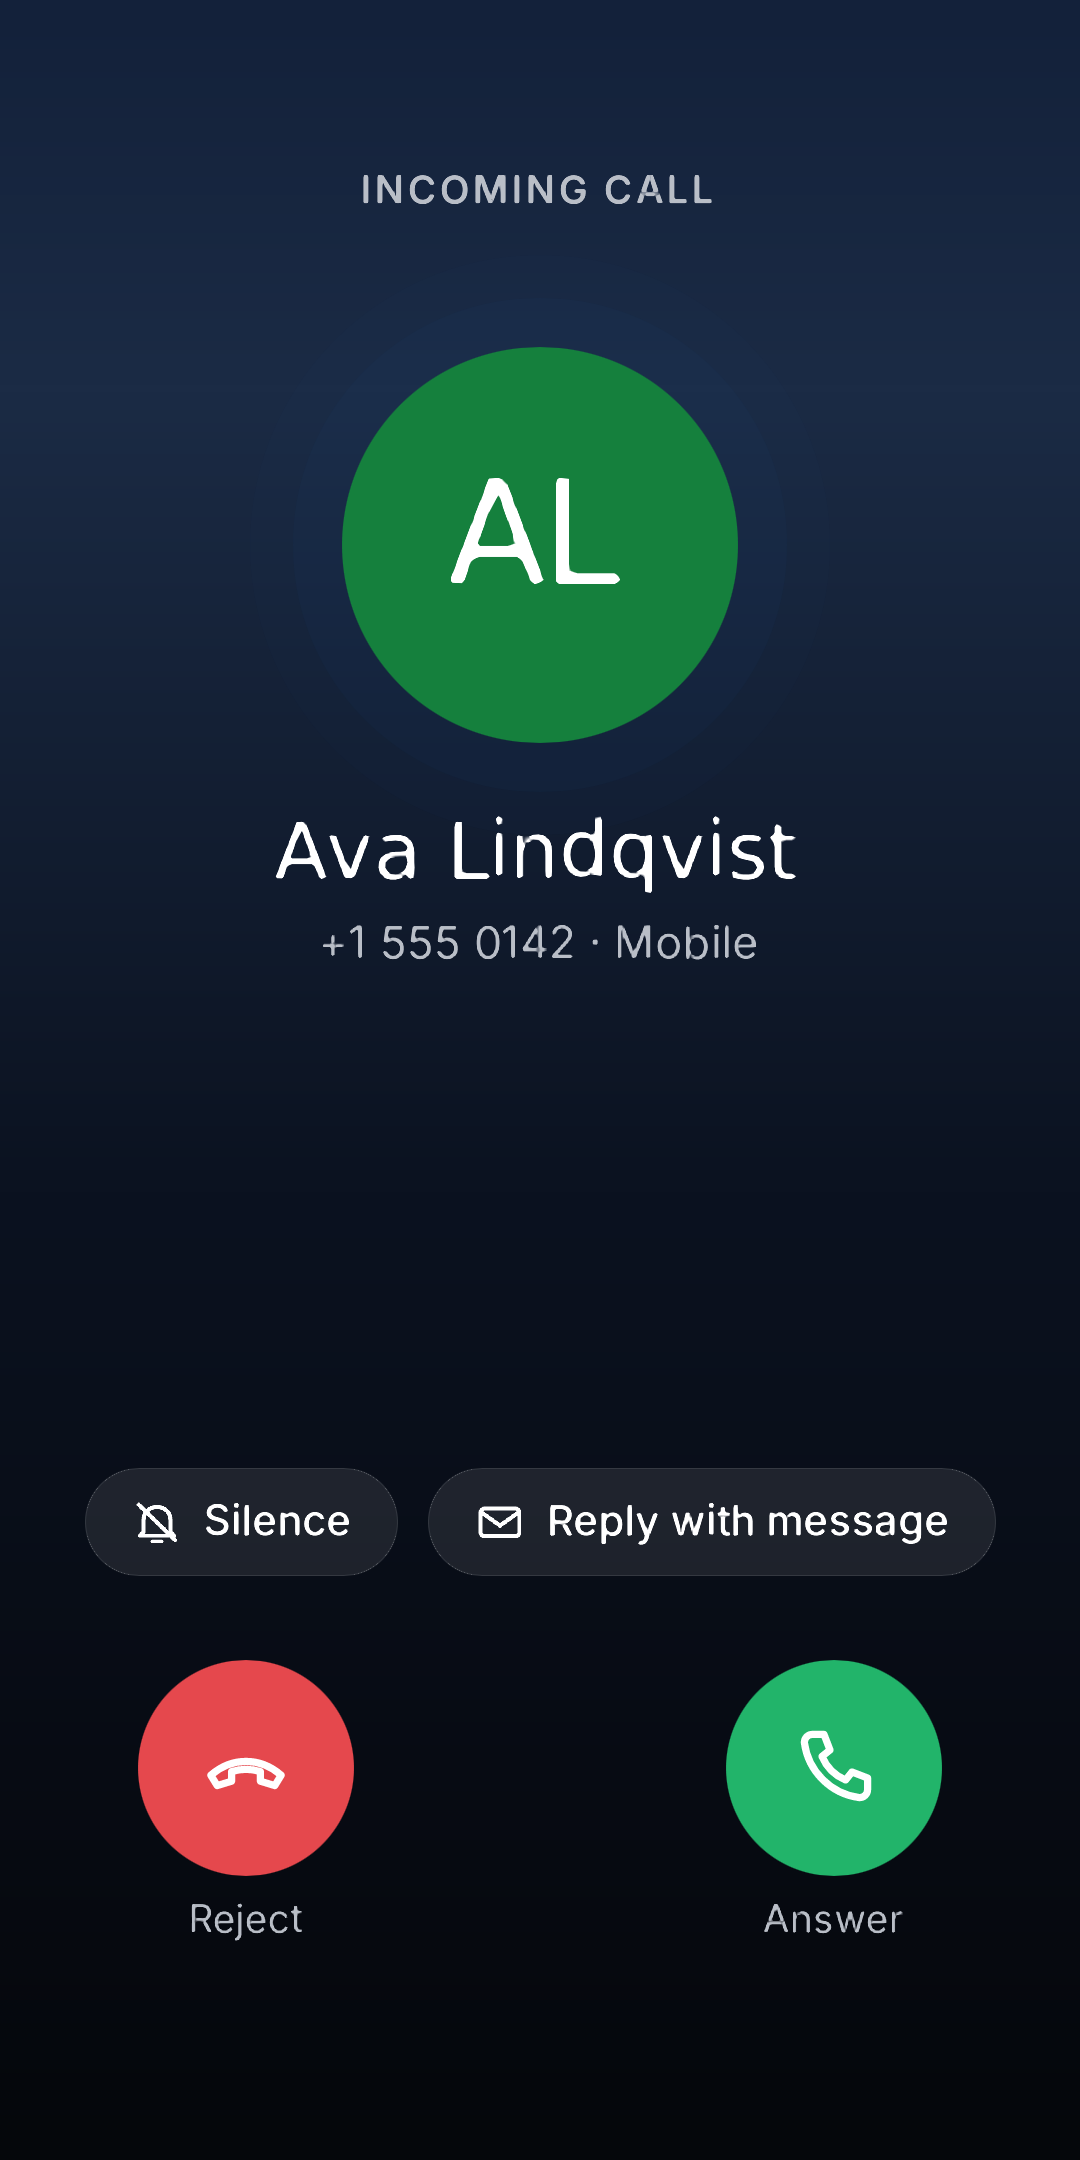 INCOMING CALL
AL
Ava Lindqvist
+1 555 0142 · Mobile
Silence
Reply with message
Reject
Answer